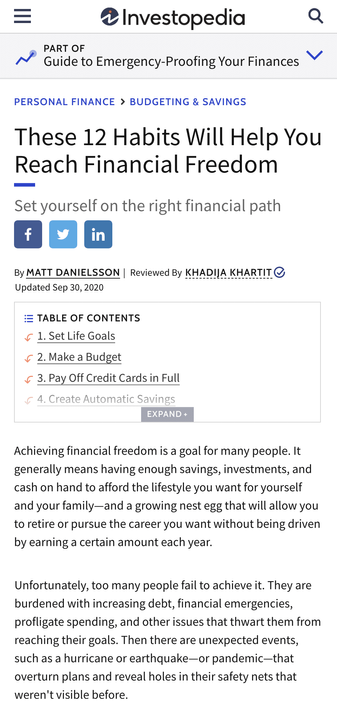 Investopedia
PART OF
Guide to Emergency-Proofing Your Finances
PERSONAL FINANCE > BUDGETING & SAVINGS
These 12 Habits Will Help You
Reach Financial Freedom
Set yourself on the right financial path
By MATT DANIELSSON | Reviewed By KHADIJA KHARTIT
Updated Sep 30, 2020
TABLE OF CONTENTS
1. Set Life Goals
2. Make a Budget
3. Pay Off Credit Cards in Full
4. Create Automatic Savings
EXPAND +
Achieving financial freedom is a goal for many people. It
generally means having enough savings, investments, and
cash on hand to afford the lifestyle you want for yourself
and your family—and a growing nest egg that will allow you
to retire or pursue the career you want without being driven
by earning a certain amount each year.
Unfortunately, too many people fail to achieve it. They are
burdened with increasing debt, financial emergencies,
profligate spending, and other issues that thwart them from
reaching their goals. Then there are unexpected events,
such as a hurricane or earthquake—or pandemic—that
overturn plans and reveal holes in their safety nets that
weren't visible before.